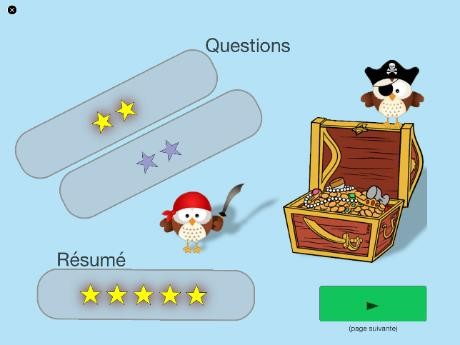 Questions
Résumé
(page suivante)